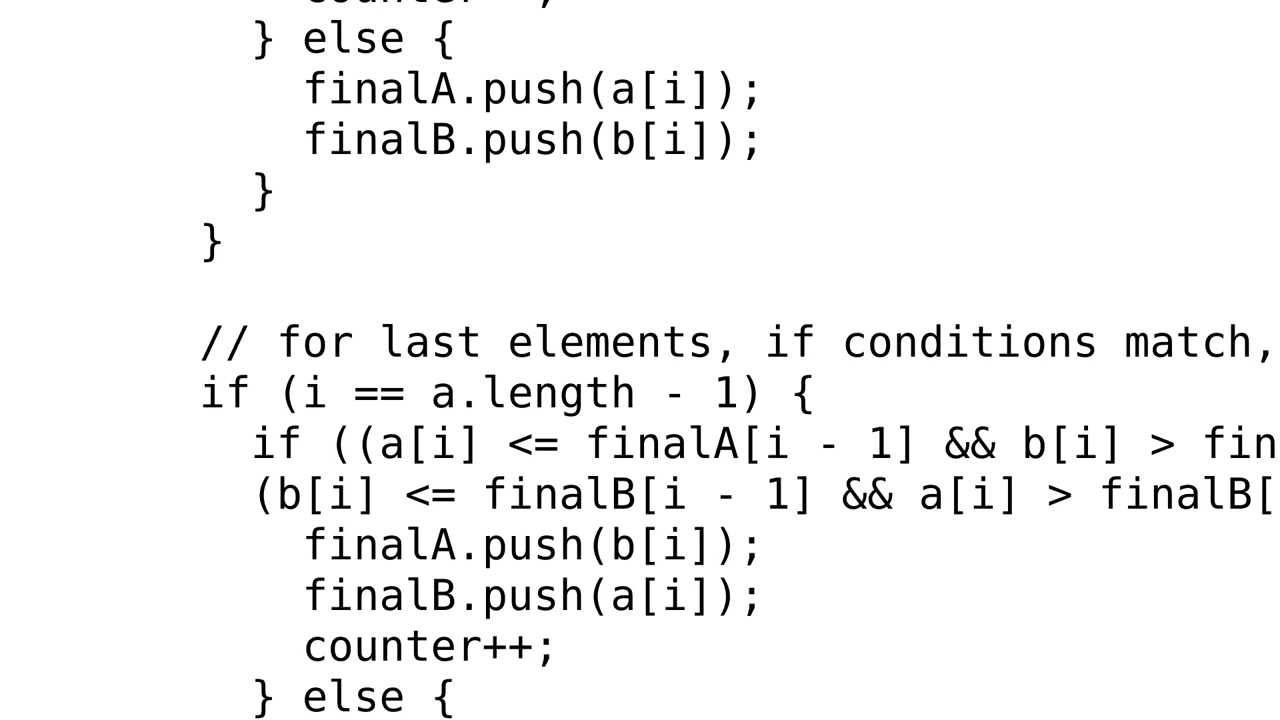 } else {
finalA.push(a[i]);
finalB.push(b[i]);
}
}
// for last elements, if conditions match,
if (i == a.length - 1) {
if ((a[i] <= finalA[i - 1] && b[i] > fin
(b[i] <= finalB[i - 1] && a[i] > finalB[
finalA.push(b[i]);
finalB.push(a[i]);
counter++;
} else {